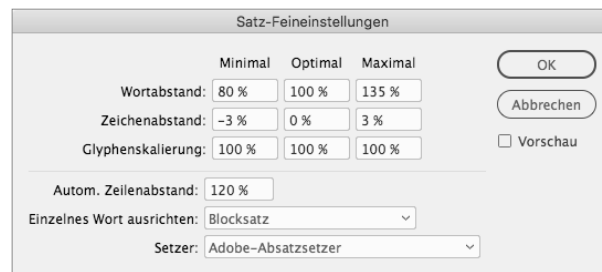 Satz-Feineinstellungen
Minimal Optimal Maximal
Wortabstand: 80 % 100 % 135 %
Zeichenabstand: −3 % 0 % 3 %
Glyphenskalierung: 100 % 100 % 100 %
Autom. Zeilenabstand: 120 %
Einzelnes Wort ausrichten: Blocksatz
Setzer: Adobe-Absatzsetzer
OK
Abbrechen
Vorschau